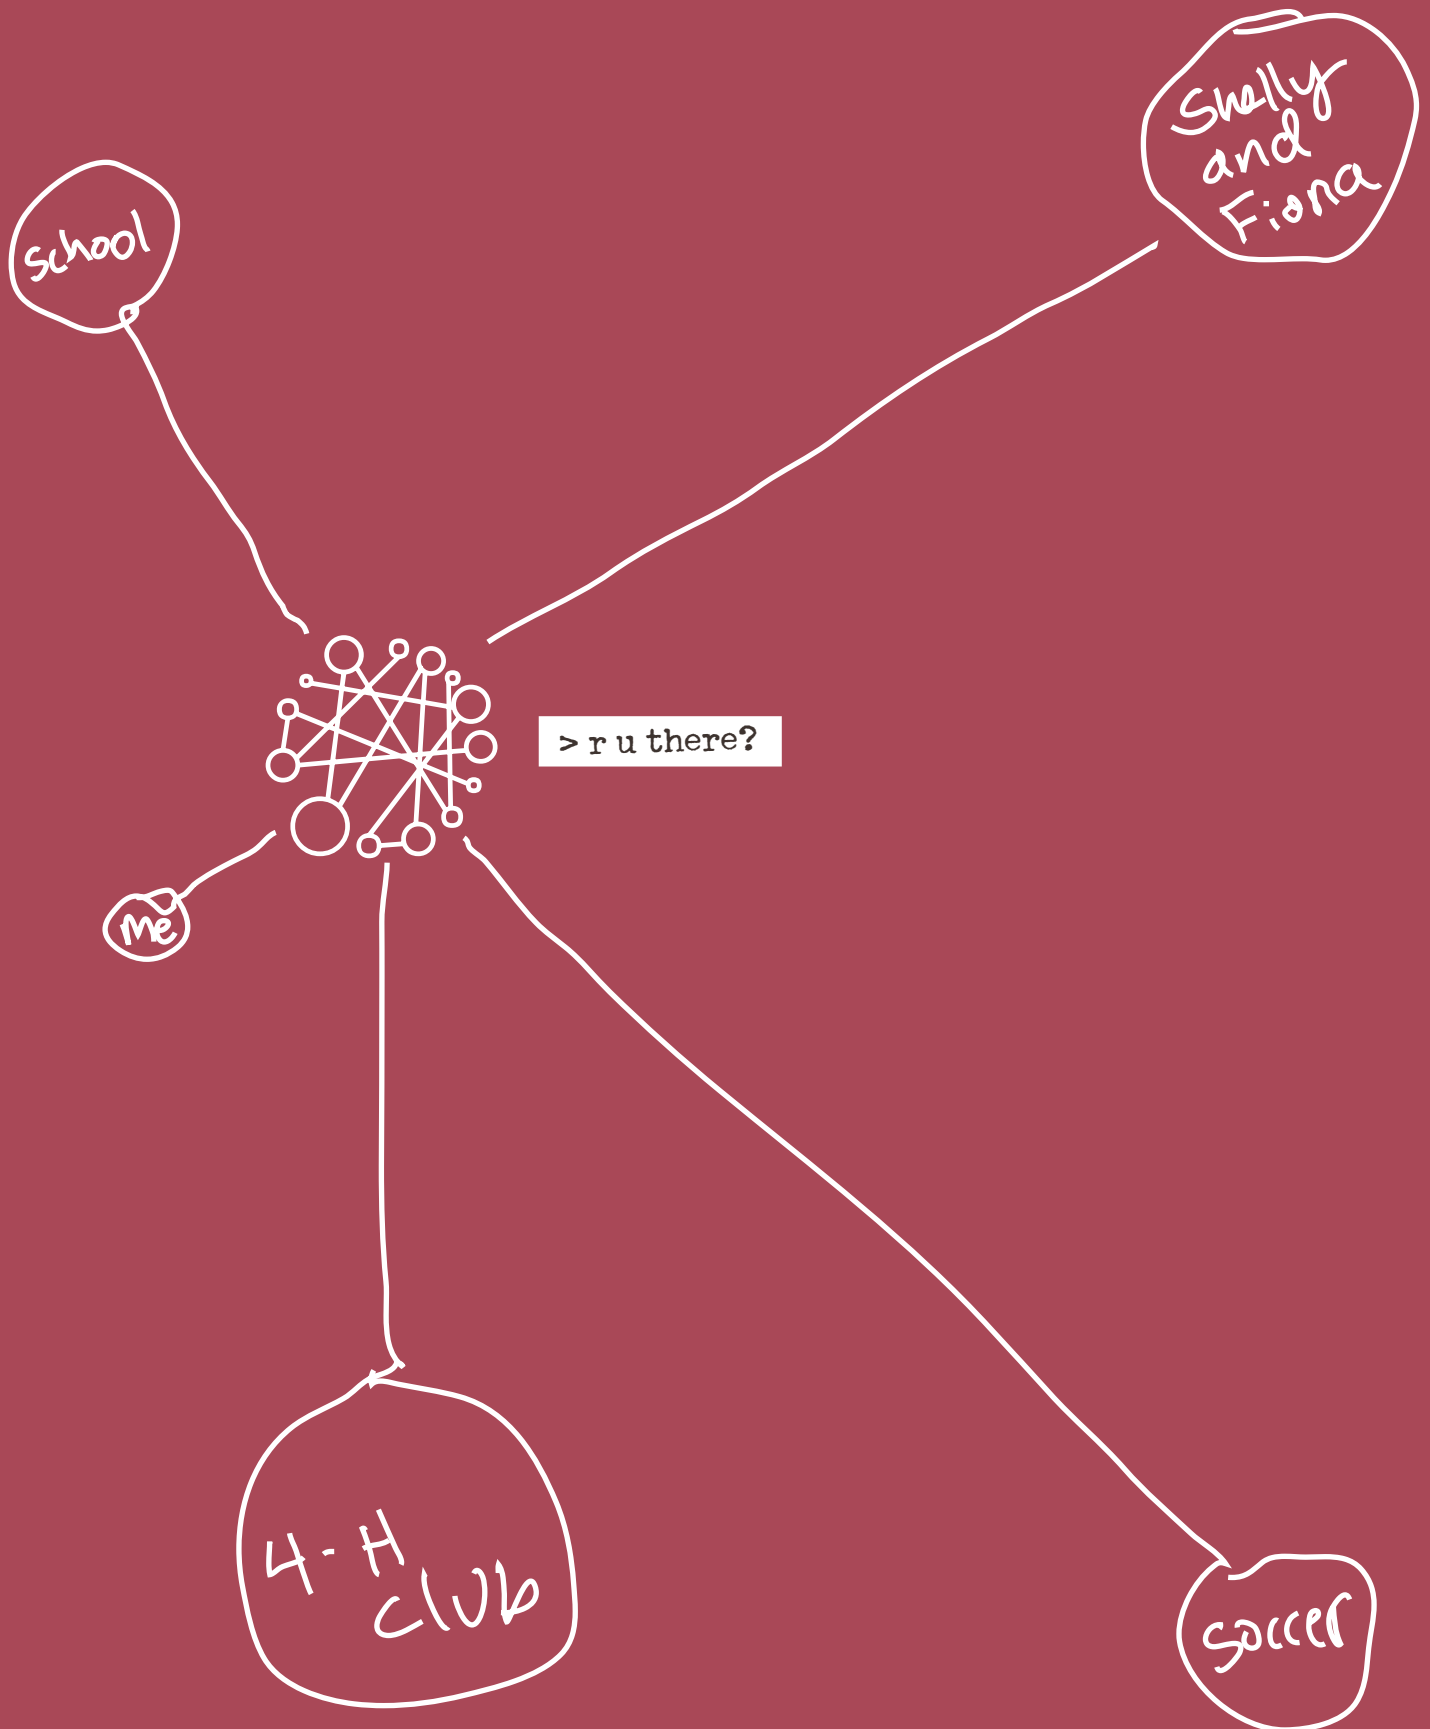 Shelly
and
Fiona
school
> r u there?
me
4-H
club
soccer